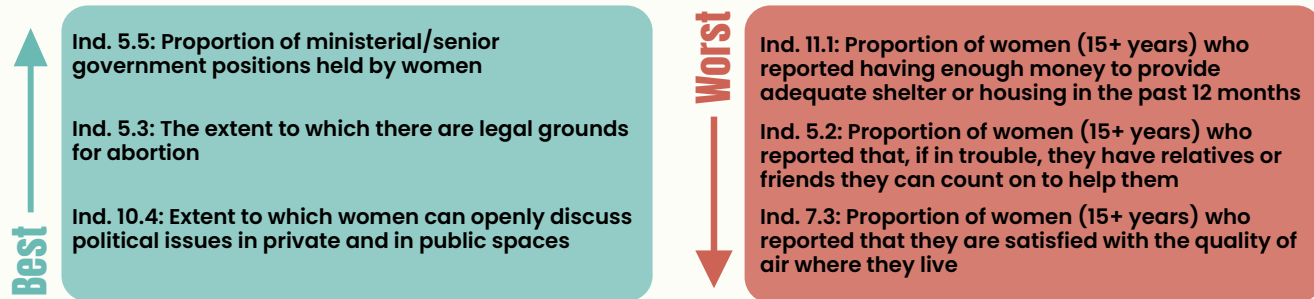 Best
Ind. 5.5: Proportion of ministerial/senior
government positions held by women
Ind. 5.3: The extent to which there are legal grounds
for abortion
Ind. 10.4: Extent to which women can openly discuss
political issues in private and in public spaces
Worst
Ind. 11.1: Proportion of women (15+ years) who
reported having enough money to provide
adequate shelter or housing in the past 12 months
Ind. 5.2: Proportion of women (15+ years) who
reported that, if in trouble, they have relatives or
friends they can count on to help them
Ind. 7.3: Proportion of women (15+ years) who
reported that they are satisfied with the quality of
air where they live